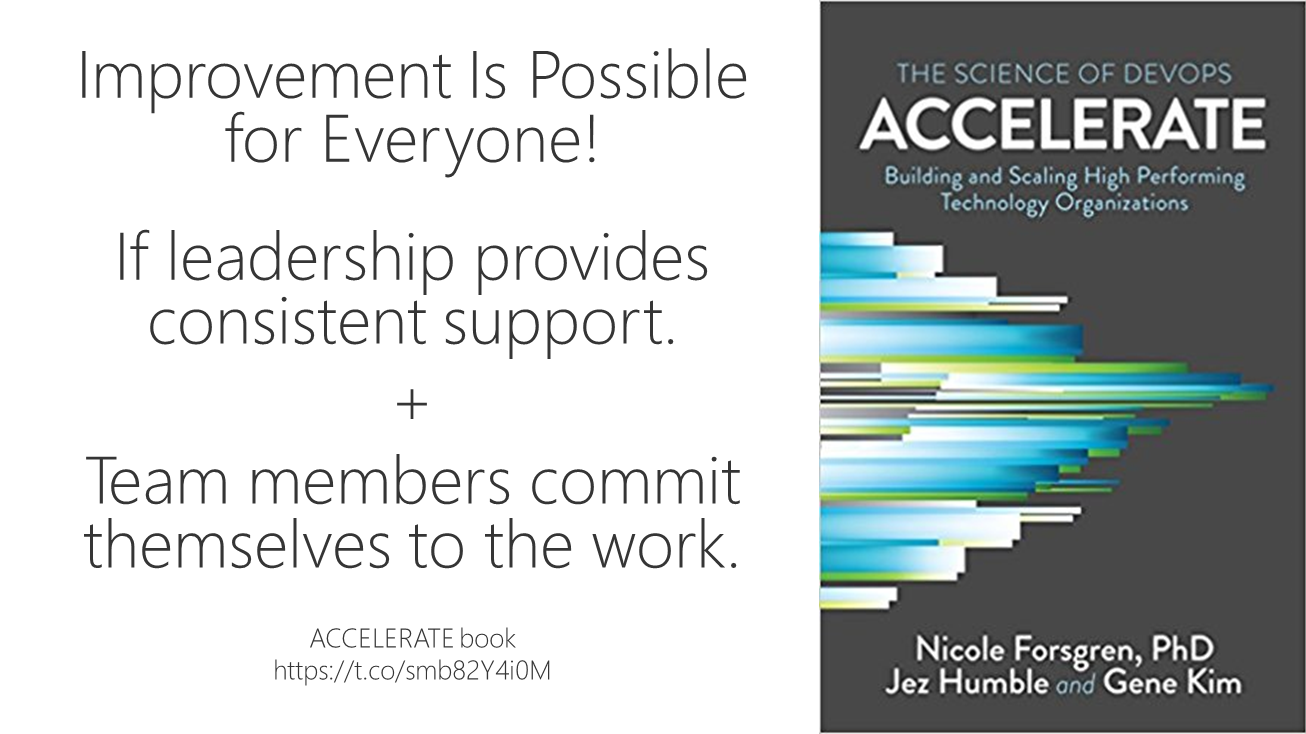 Improvement Is Possible
for Everyone!
If leadership provides
consistent support.
+
Team members commit
themselves to the work.
ACCELERATE book
https://t.co/smb82Y4i0M
THE SCIENCE OF DEVOPS
ACCELERATE
Building and Scaling High Performing
Technology Organizations
Nicole Forsgren, PhD
Jez Humble and Gene Kim